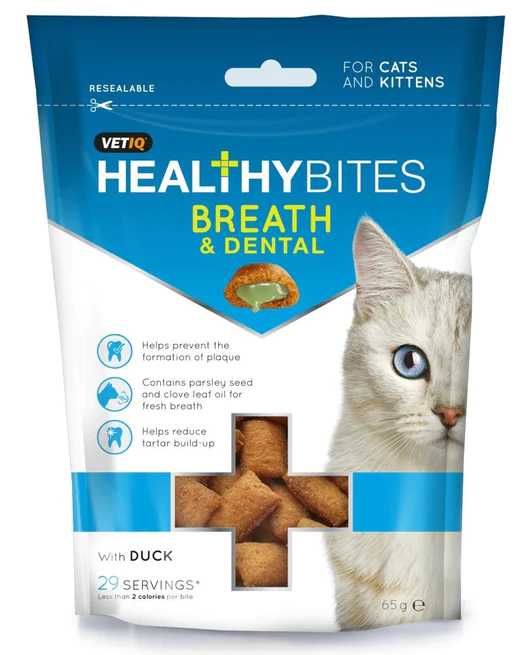 RESEALABLE
FOR CATS
AND KITTENS
VETIQ
HEALTHYBITES
BREATH
& DENTAL
Helps prevent the
formation of plaque
Contains parsley seed
and clove leaf oil for
fresh breath
Helps reduce
tartar build-up
With DUCK
29 SERVINGS*
Less than 2 calories per bite
65g ℮